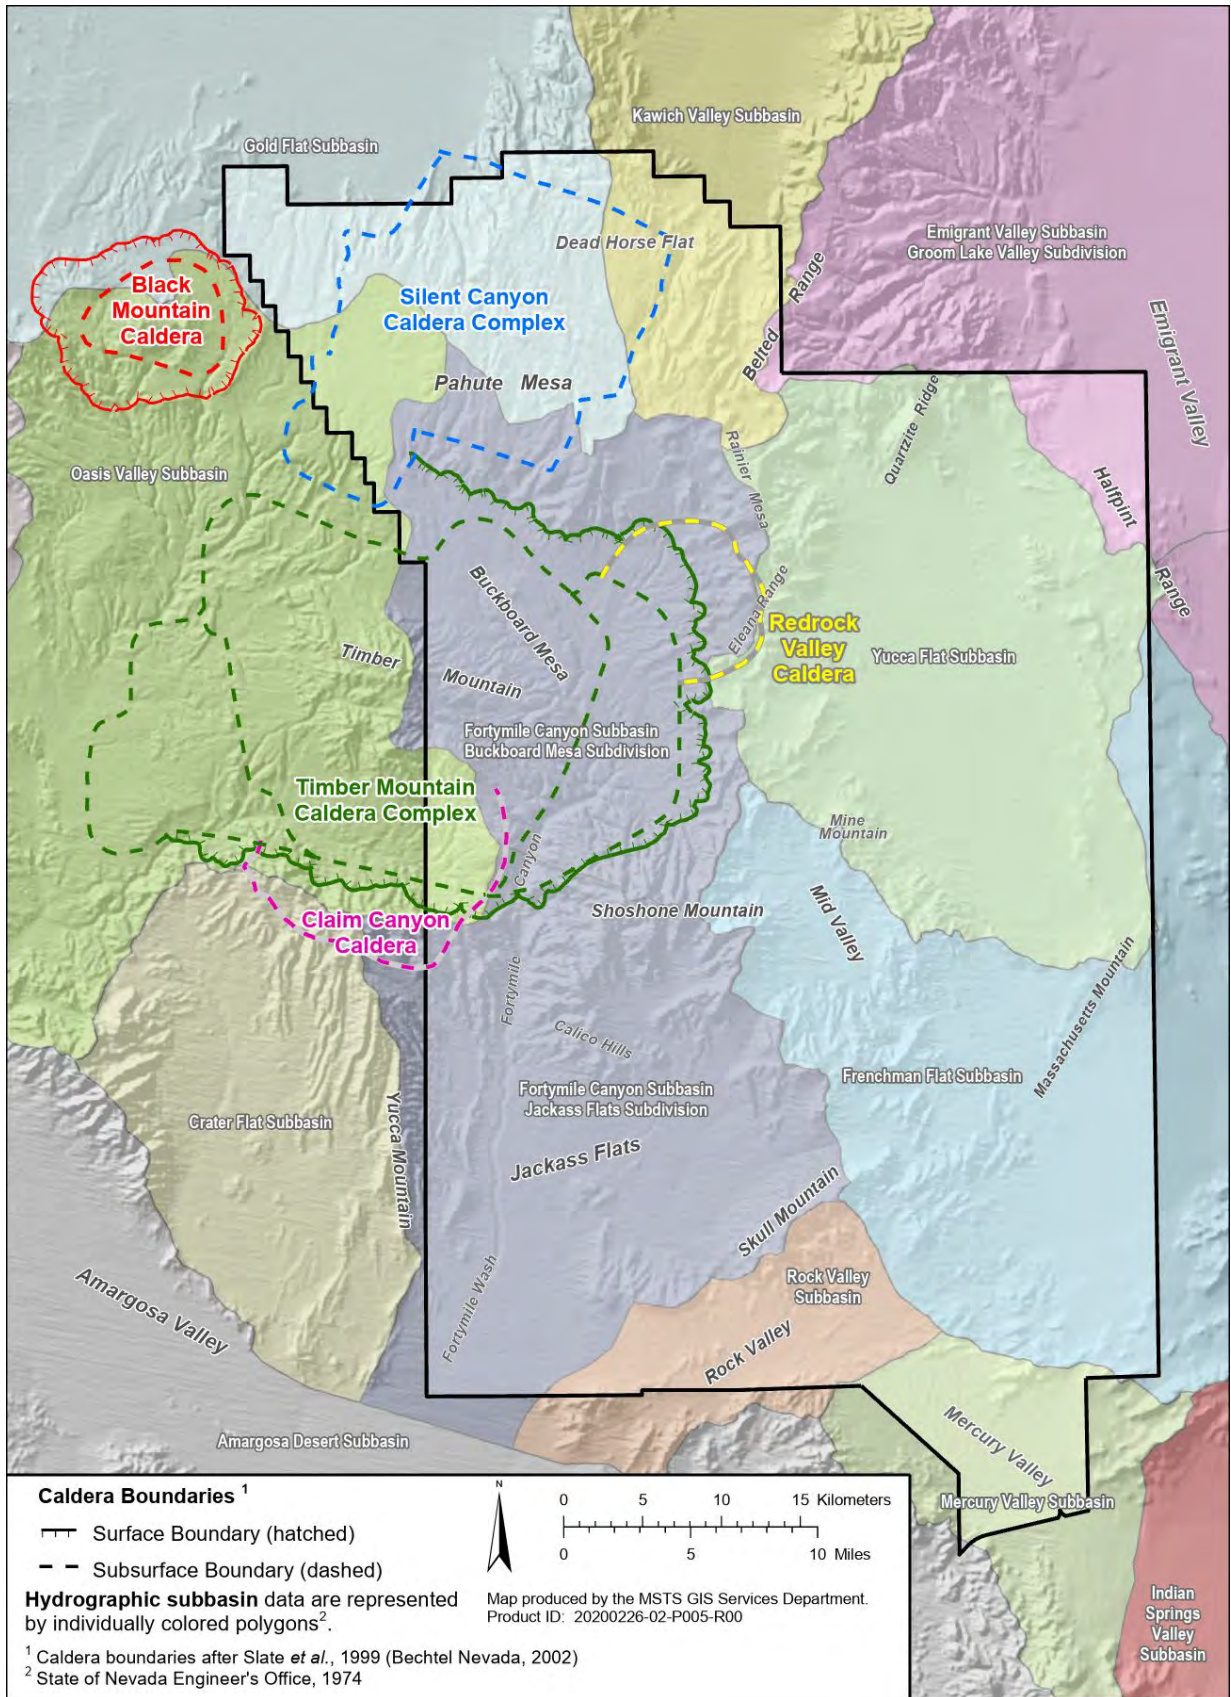 Kawich Valley Subbasin
Gold Flat Subbasin
Emigrant Valley Subbasin
Groom Lake Valley Subdivision
Dead Horse Flat
Black
Mountain
Caldera
Silent Canyon
Caldera Complex
Belted Range
Emigrant Valley
Pahute Mesa
Quartzite Ridge
Oasis Valley Subbasin
Rainier Mesa
Halfpint Range
Buckboard Mesa
Eleana Range
Redrock
Valley
Caldera
Timber Mountain
Yucca Flat Subbasin
Fortymile Canyon Subbasin
Buckboard Mesa Subdivision
Timber Mountain
Caldera Complex
Mine
Mountain
Fortymile Canyon
Claim Canyon
Caldera
Shoshone Mountain
Mid Valley
Massachusetts Mountain
Calico Hills
Fortymile Canyon Subbasin
Jackass Flats Subdivision
Frenchman Flat Subbasin
Crater Flat Subbasin
Yucca Mountain
Jackass Flats
Skull Mountain
Amargosa Valley
Fortymile Wash
Rock Valley
Subbasin
Rock Valley
Mercury Valley
Amargosa Desert Subbasin
Mercury Valley Subbasin
Indian
Springs
Valley
Subbasin
Caldera Boundaries 1
Surface Boundary (hatched)
Subsurface Boundary (dashed)
Hydrographic subbasin data are represented
by individually colored polygons2.
1 Caldera boundaries after Slate et al., 1999 (Bechtel Nevada, 2002)
2 State of Nevada Engineer's Office, 1974
N
0 5 10 15 Kilometers
0 5 10 Miles
Map produced by the MSTS GIS Services Department.
Product ID: 20200226-02-P005-R00